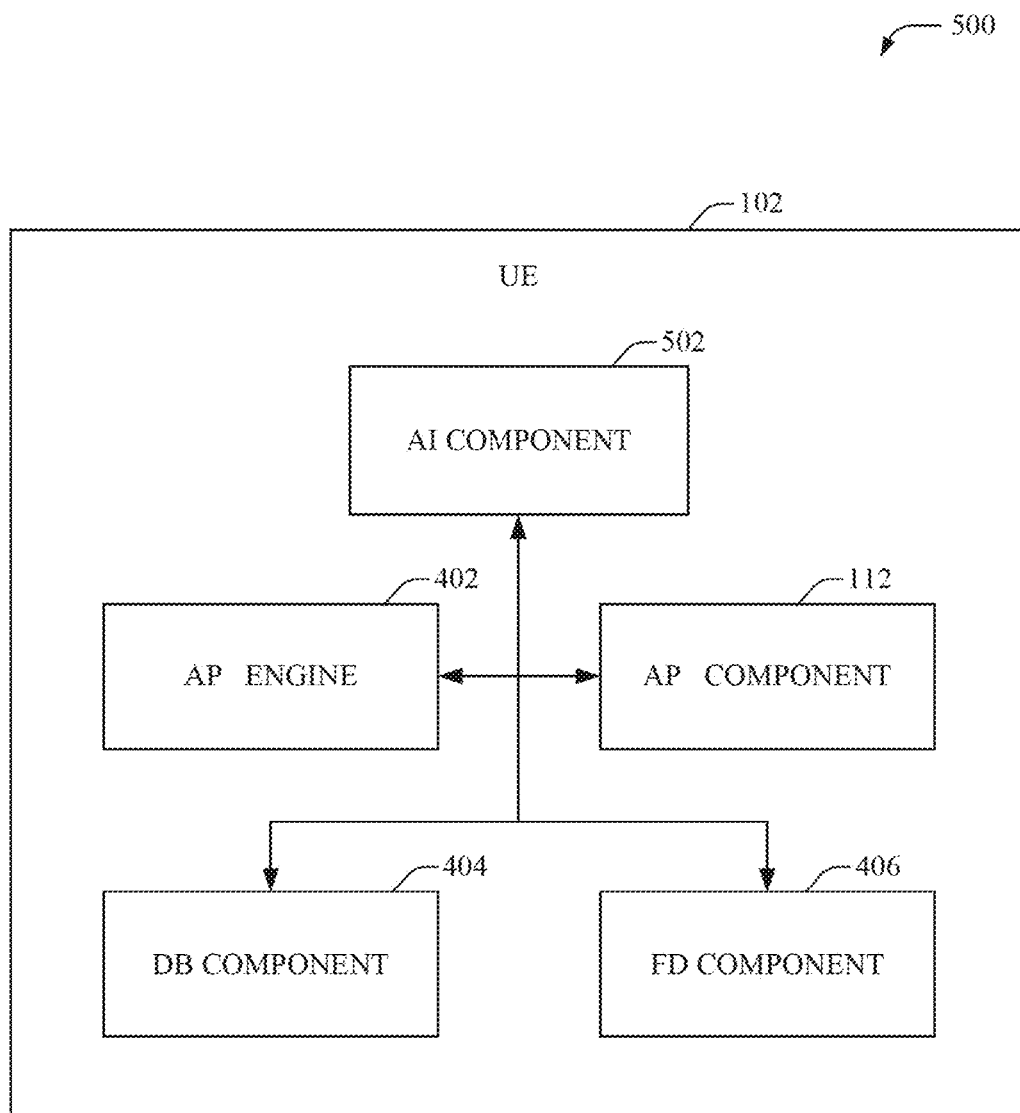 500
102
UE
502
AI COMPONENT
402
112
AP ENGINE
AP COMPONENT
404
406
DB COMPONENT
FD COMPONENT